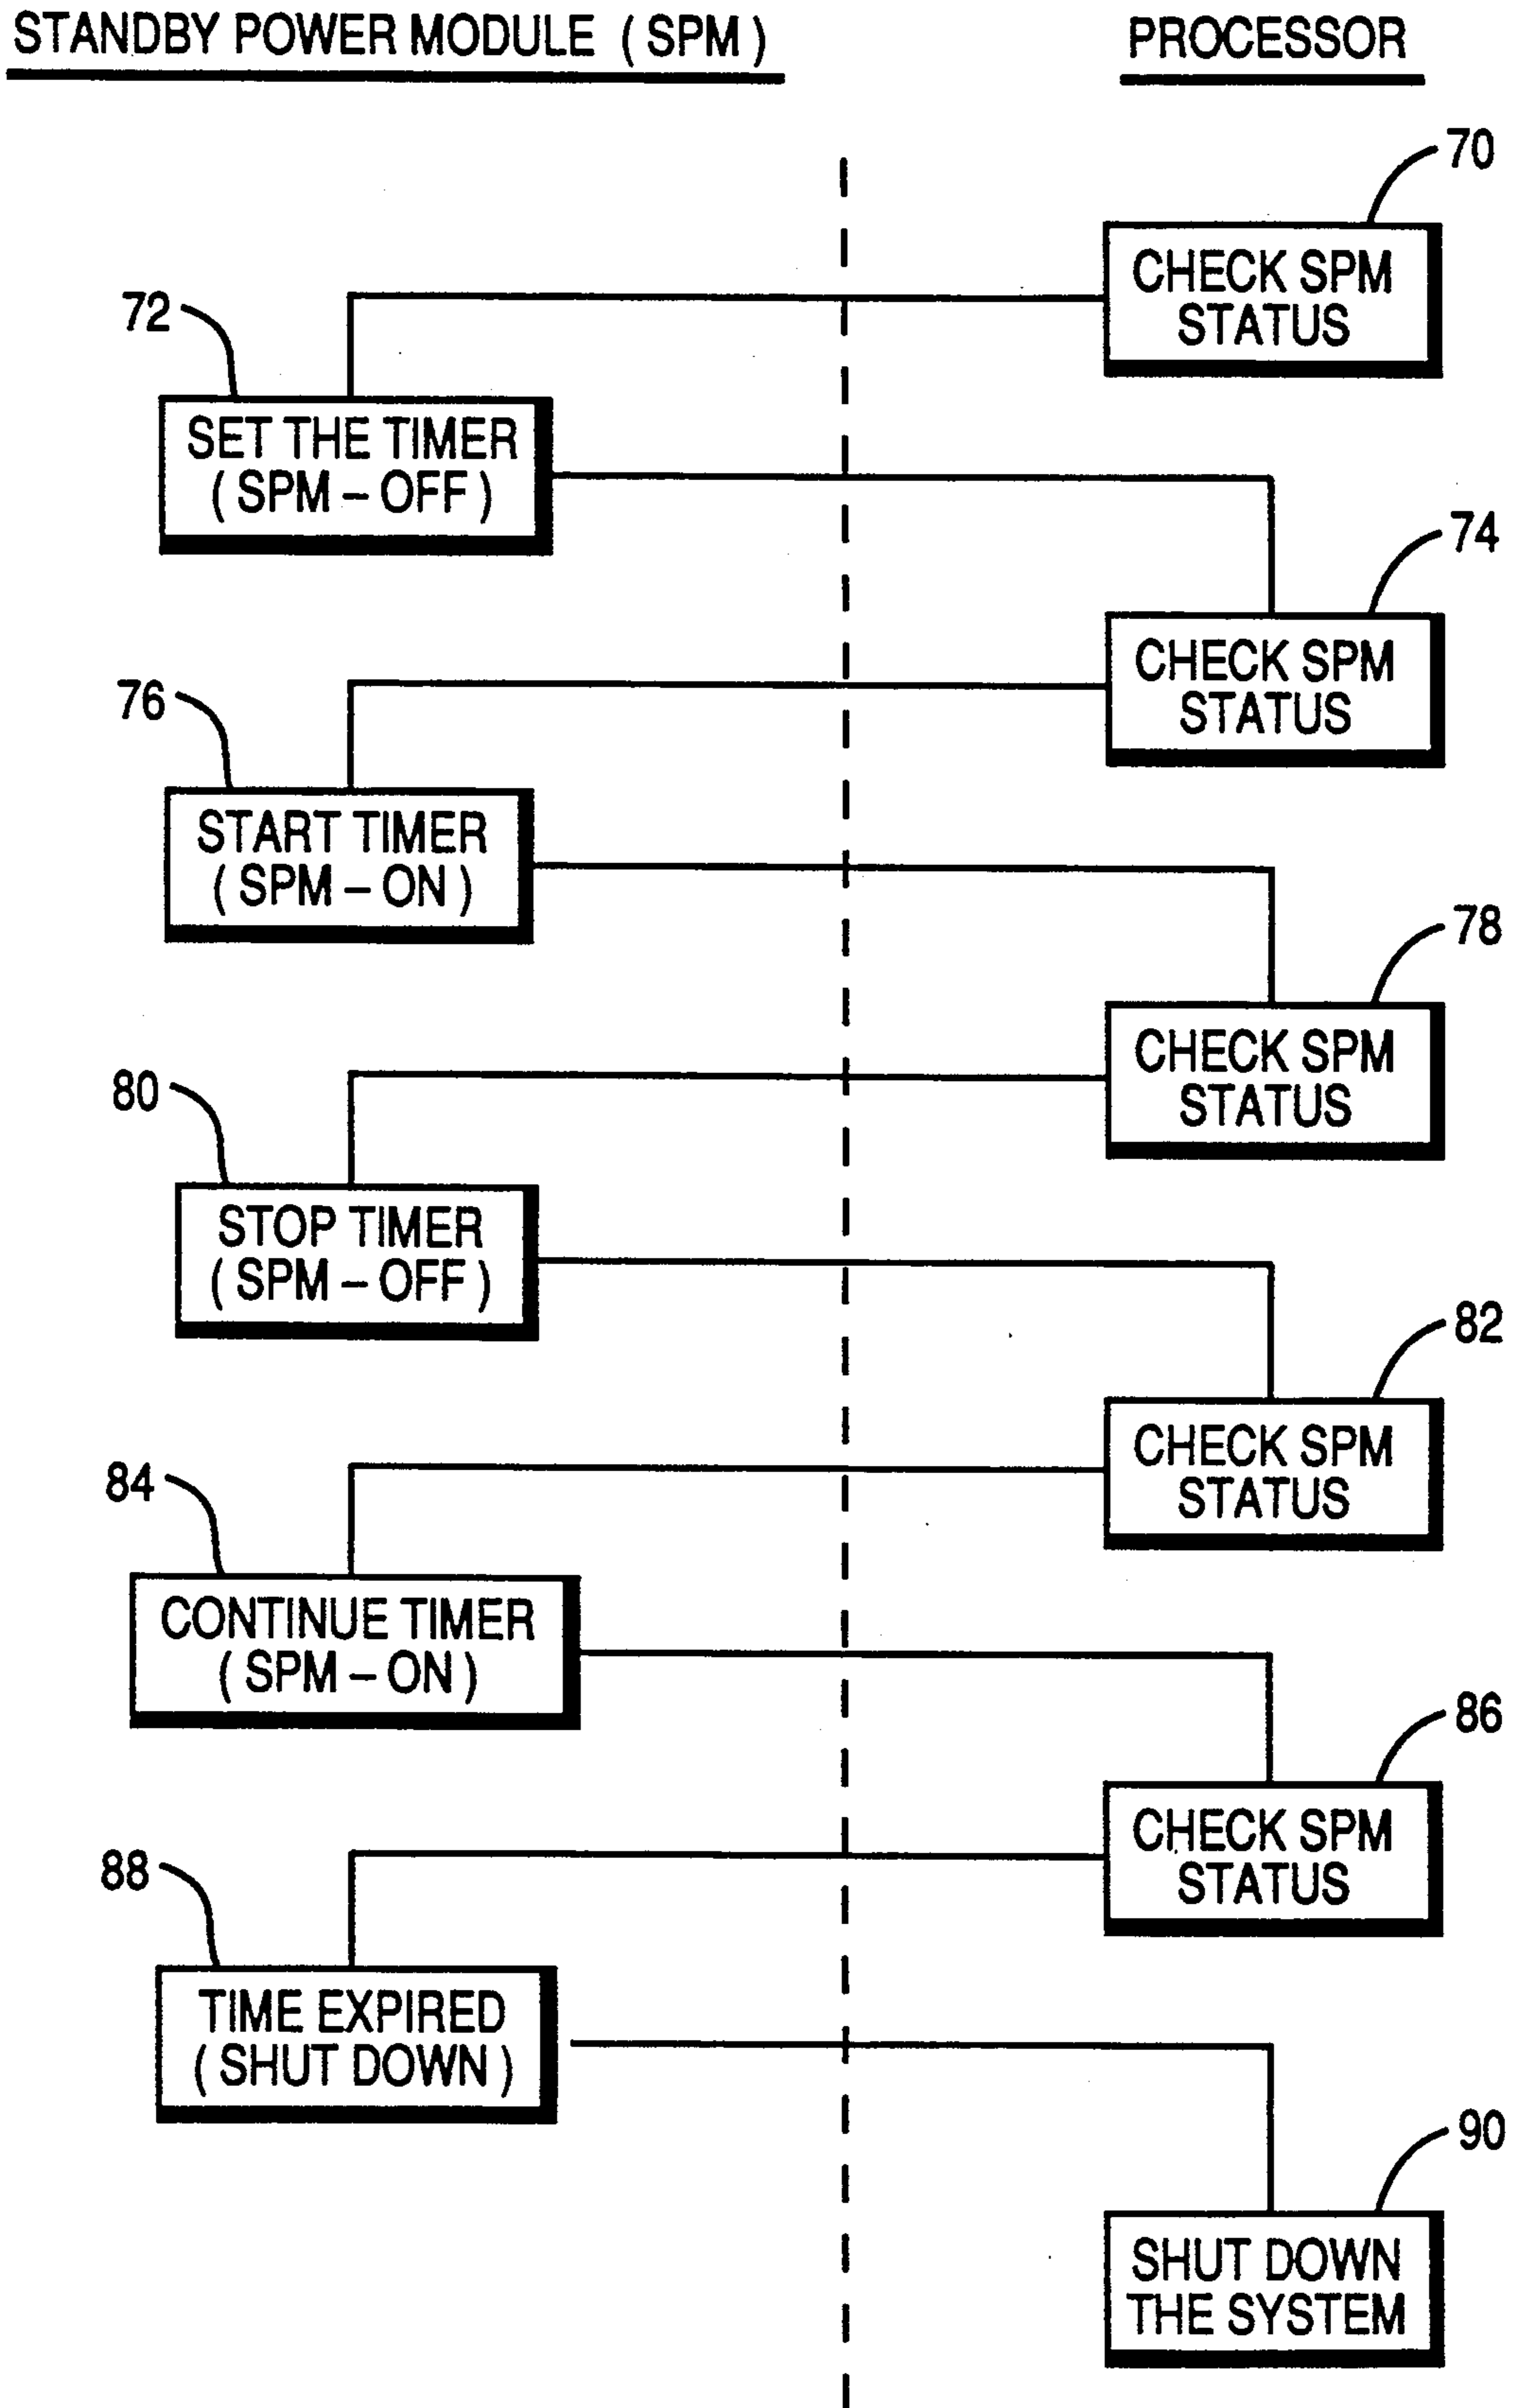 STANDBY POWER MODULE (SPM)
PROCESSOR
70
CHECK SPM
STATUS
72
SET THE TIMER
(SPM – OFF)
74
CHECK SPM
STATUS
76
START TIMER
(SPM – ON)
78
CHECK SPM
STATUS
80
STOP TIMER
(SPM – OFF)
82
CHECK SPM
STATUS
84
CONTINUE TIMER
(SPM – ON)
86
CHECK SPM
STATUS
88
TIME EXPIRED
(SHUT DOWN)
90
SHUT DOWN
THE SYSTEM